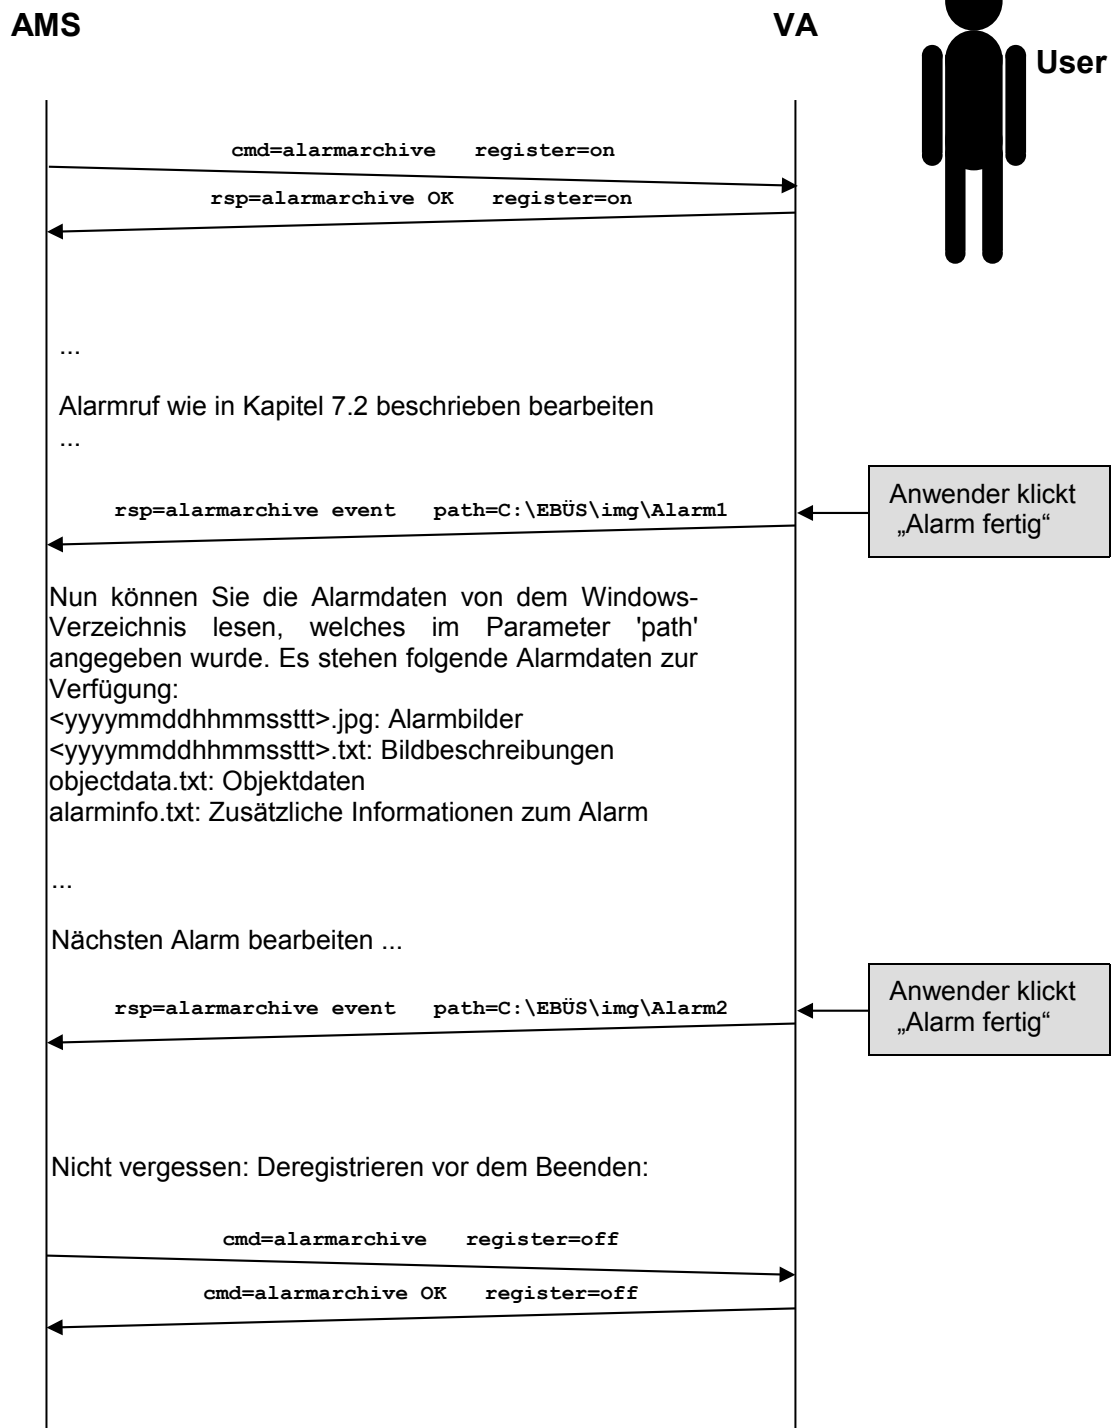 AMS
VA
User
cmd=alarmarchive register=on
rsp=alarmarchive OK register=on
...
Alarmruf wie in Kapitel 7.2 beschrieben bearbeiten
...
Anwender klickt
„Alarm fertig“
rsp=alarmarchive event path=C:\EBÜS\img\Alarm1
Nun können Sie die Alarmdaten von dem Windows-
Verzeichnis lesen, welches im Parameter 'path'
angegeben wurde. Es stehen folgende Alarmdaten zur
Verfügung:
<yyyymmddhhmmssttt>.jpg: Alarmbilder
<yyyymmddhhmmssttt>.txt: Bildbeschreibungen
objectdata.txt: Objektdaten
alarminfo.txt: Zusätzliche Informationen zum Alarm
...
Nächsten Alarm bearbeiten ...
Anwender klickt
„Alarm fertig“
rsp=alarmarchive event path=C:\EBÜS\img\Alarm2
Nicht vergessen: Deregistrieren vor dem Beenden:
cmd=alarmarchive register=off
cmd=alarmarchive OK register=off